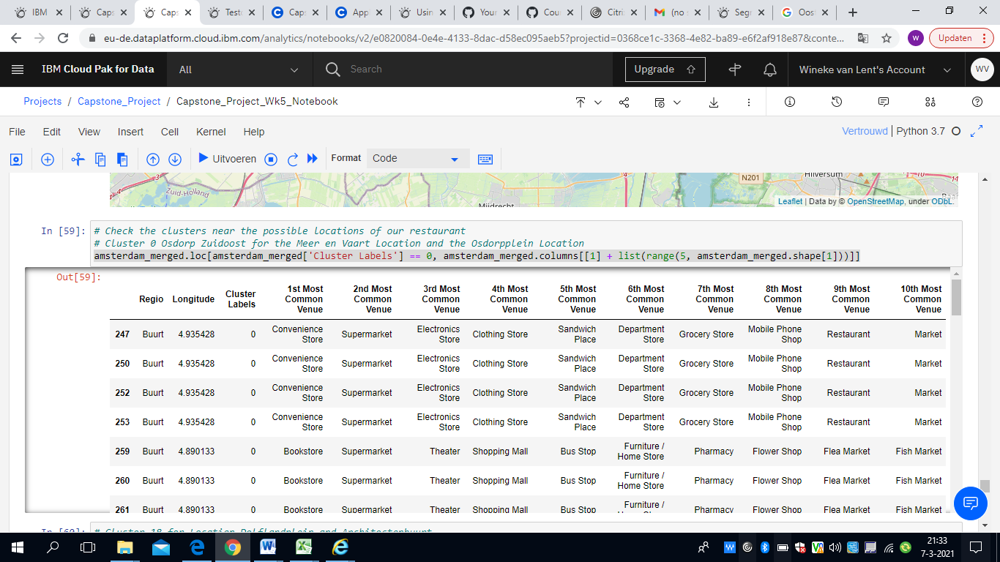 IBM
Caps
Caps
Testi
Caps
Appl
Usin
Your
Cour
Citri
(no s
Segr
Oost
eu-de.dataplatform.cloud.ibm.com/analytics/notebooks/v2/e0820084-0e4e-4133-8dac-d58ec095aeb5?projectid=0368ce1c-3368-4e82-ba89-e6f2af918e87&conte...
W
Updaten
IBM Cloud Pak for Data
All
Search
Upgrade
Wineke van Lent's Account
WV
Projects / Capstone_Project / Capstone_Project_Wk5_Notebook
File Edit View Insert Cell Kernel Help
Vertrouwd | Python 3.7
Uitvoeren
Format
Code
Zuid-Holland
Mijdrecht
N201
Hilversum
Leaflet | Data by © OpenStreetMap, under ODbL.
In [59]:
# Check the clusters near the possible locations of our restaurant
# Cluster 0 Osdorp Zuidoost for the Meer en Vaart Location and the Osdorpplein Location
amsterdam_merged.loc[amsterdam_merged['Cluster Labels'] == 0, amsterdam_merged.columns[[1] + list(range(5, amsterdam_merged.shape[1]))]]
Out[59]:
Regio Longitude Cluster Labels 1st Most Common Venue 2nd Most Common Venue 3rd Most Common Venue 4th Most Common Venue 5th Most Common Venue 6th Most Common Venue 7th Most Common Venue 8th Most Common Venue 9th Most Common Venue 10th Most Common Venue
247 Buurt 4.935428 0 Convenience Store Supermarket Electronics Store Clothing Store Sandwich Place Department Store Grocery Store Mobile Phone Shop Restaurant Market
250 Buurt 4.935428 0 Convenience Store Supermarket Electronics Store Clothing Store Sandwich Place Department Store Grocery Store Mobile Phone Shop Restaurant Market
252 Buurt 4.935428 0 Convenience Store Supermarket Electronics Store Clothing Store Sandwich Place Department Store Grocery Store Mobile Phone Shop Restaurant Market
253 Buurt 4.935428 0 Convenience Store Supermarket Electronics Store Clothing Store Sandwich Place Department Store Grocery Store Mobile Phone Shop Restaurant Market
259 Buurt 4.890133 0 Bookstore Supermarket Theater Shopping Mall Bus Stop Furniture / Home Store Pharmacy Flower Shop Flea Market Fish Market
260 Buurt 4.890133 0 Bookstore Supermarket Theater Shopping Mall Bus Stop Furniture / Home Store Pharmacy Flower Shop Flea Market Fish Market
261 Buurt 4.890133 0 Bookstore Supermarket Theater Shopping Mall Bus Stop Furniture / Pharmacy Flower Shop Flea Market Fish Market
In [60]:
# Cluster 18 for Location Delflandplein and Architectenbuurt
21:33
7-3-2021